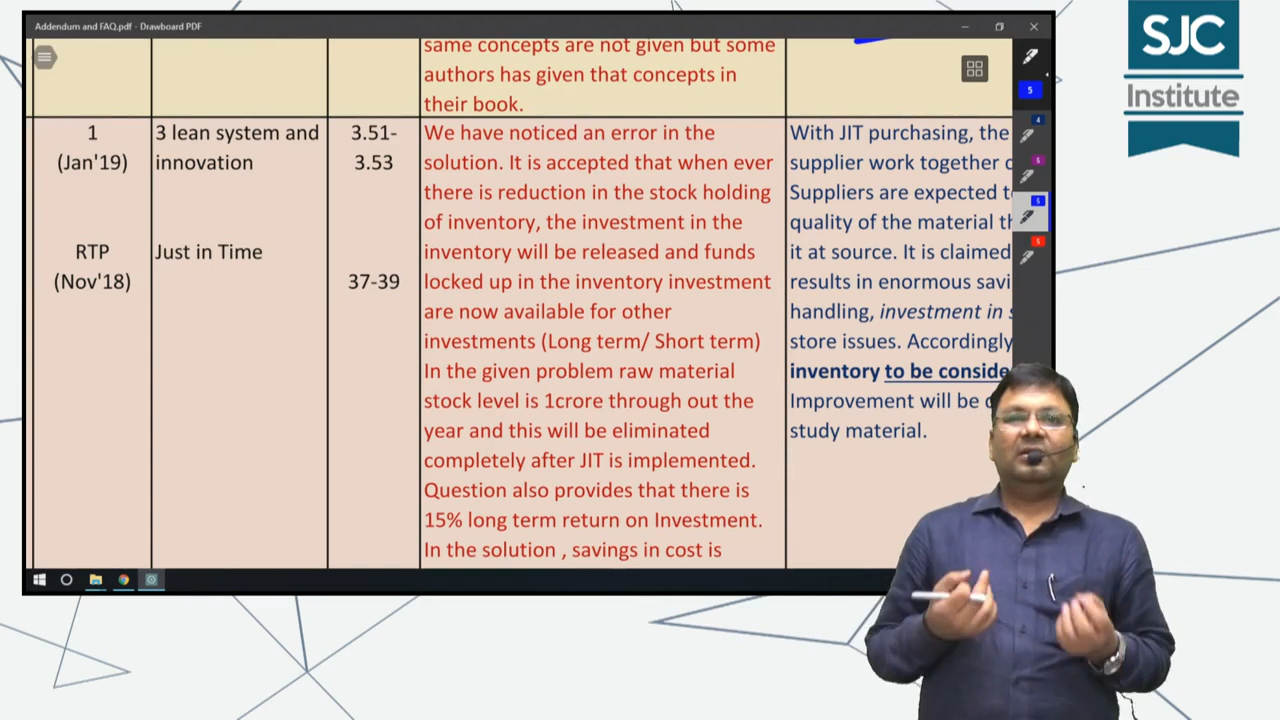 Addendum and FAQ.pdf - Drawboard PDF
SJC
Institute
same concepts are not given but some
authors has given that concepts in
their book.
1
(Jan'19)
3 lean system and
innovation
3.51-
3.53
We have noticed an error in the
solution. It is accepted that when ever
there is reduction in the stock holding
of inventory, the investment in the
inventory will be released and funds
locked up in the inventory investment
are now available for other
investments (Long term/ Short term)
In the given problem raw material
stock level is 1crore through out the
year and this will be eliminated
completely after JIT is implemented.
Question also provides that there is
15% long term return on Investment.
In the solution , savings in cost is
With JIT purchasing, the
supplier work together
Suppliers are expected
quality of the material
it at source. It is claimed
results in enormous
handling, investment in
store issues. Accordingly
inventory to be
Improvement will be
study material.
RTP
(Nov'18)
Just in Time
37-39
5
4
5
5
5